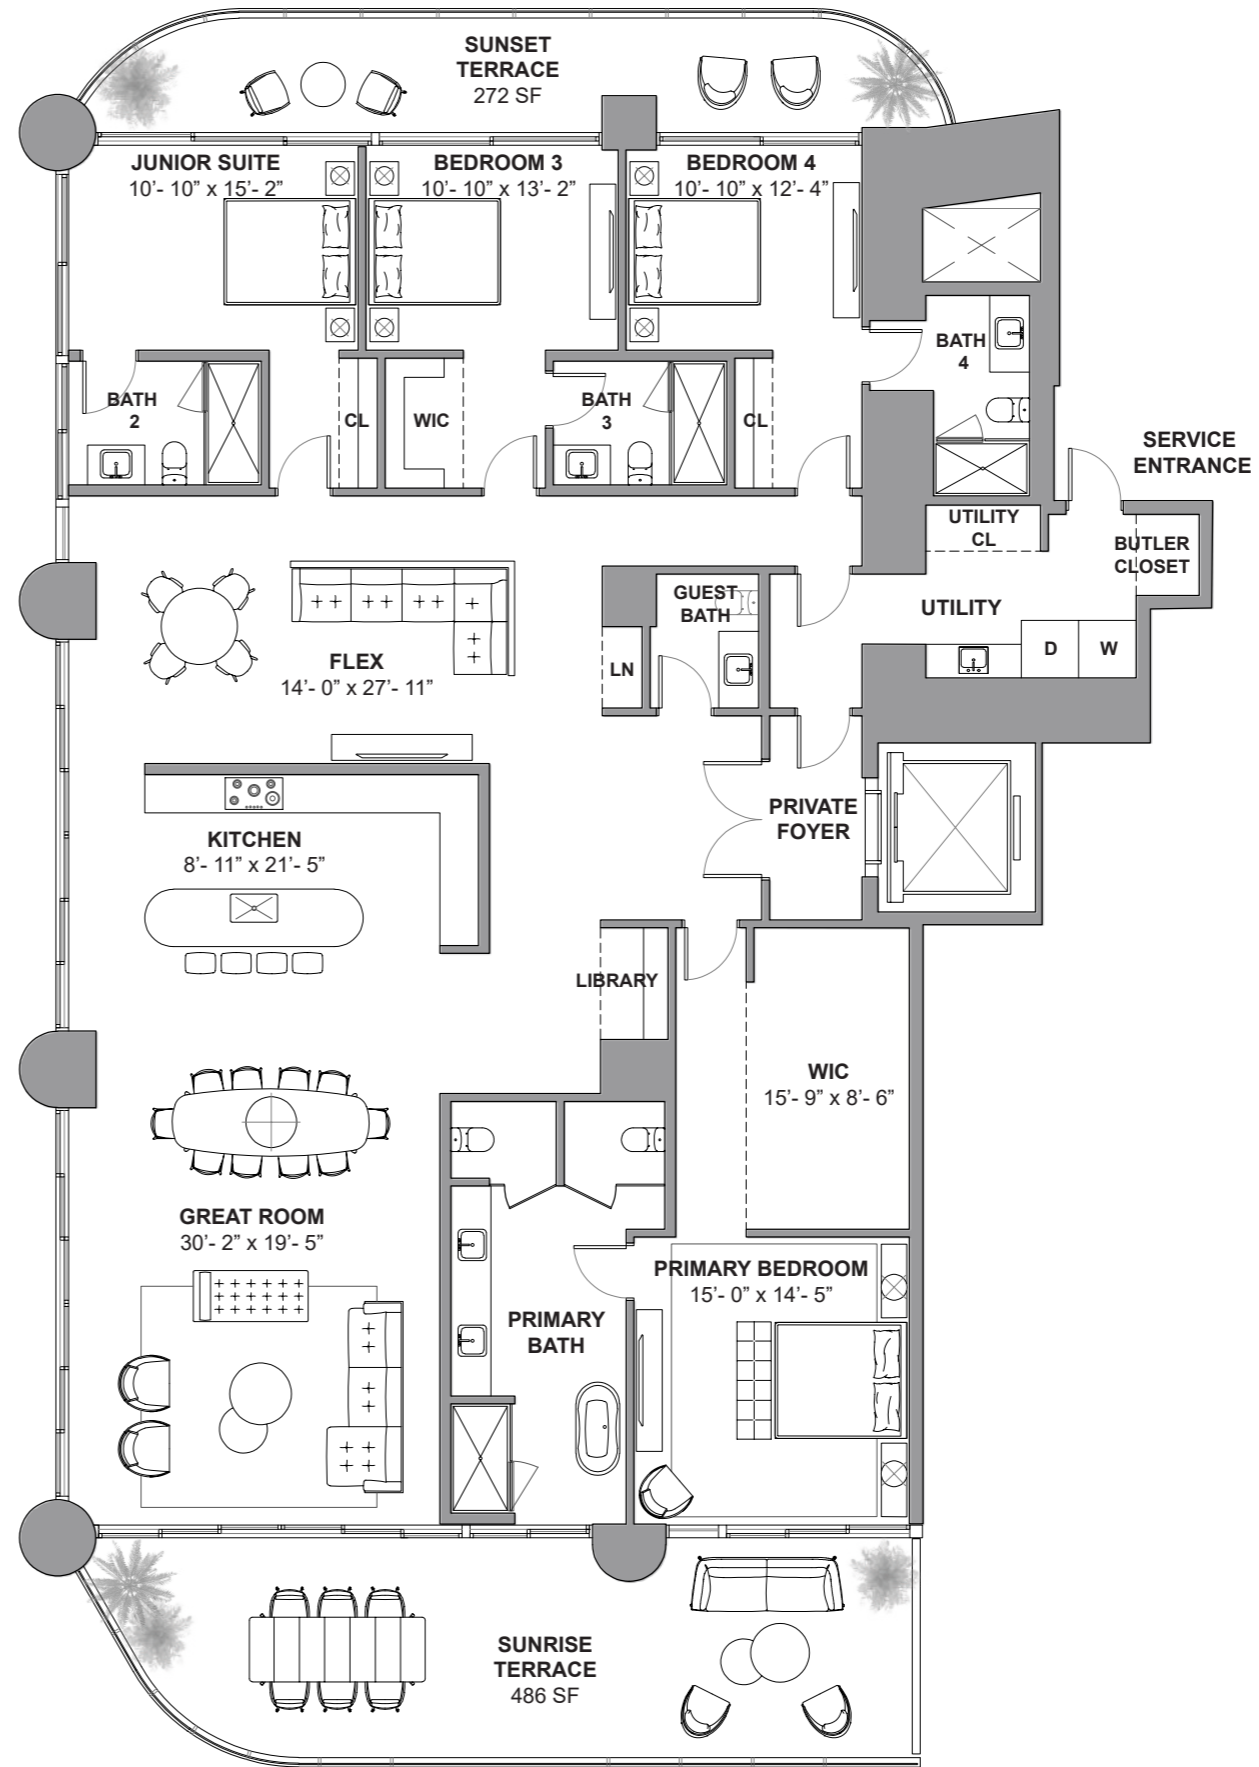 SUNSET
TERRACE
272 SF
JUNIOR SUITE
10’- 10” x 15’- 2”
BEDROOM 3
10’- 10” x 13’- 2”
BEDROOM 4
10’- 10” x 12’- 4”
BATH
4
BATH
2
CL
WIC
BATH
3
CL
SERVICE
ENTRANCE
UTILITY
CL
BUTLER
CLOSET
GUEST
BATH
UTILITY
FLEX
14’- 0” x 27’- 11”
LN
D
W
PRIVATE
FOYER
KITCHEN
8’- 11” x 21’- 5”
LIBRARY
WIC
15’- 9” x 8’- 6”
GREAT ROOM
30’- 2” x 19’- 5”
PRIMARY BEDROOM
15’- 0” x 14’- 5”
PRIMARY
BATH
SUNRISE
TERRACE
486 SF